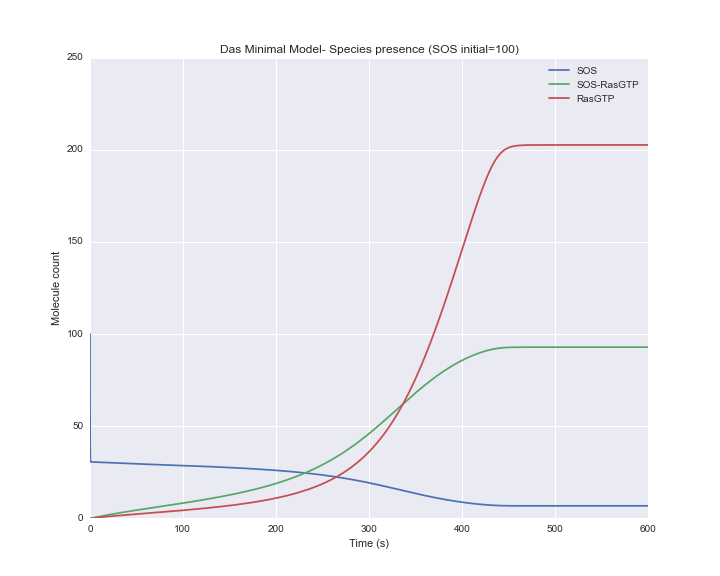 Das Minimal Model- Species presence (SOS initial=100)
250
200
150
100
50
0
Molecule count
SOS
SOS-RasGTP
RasGTP
0 100 200 300 400 500 600
Time (s)